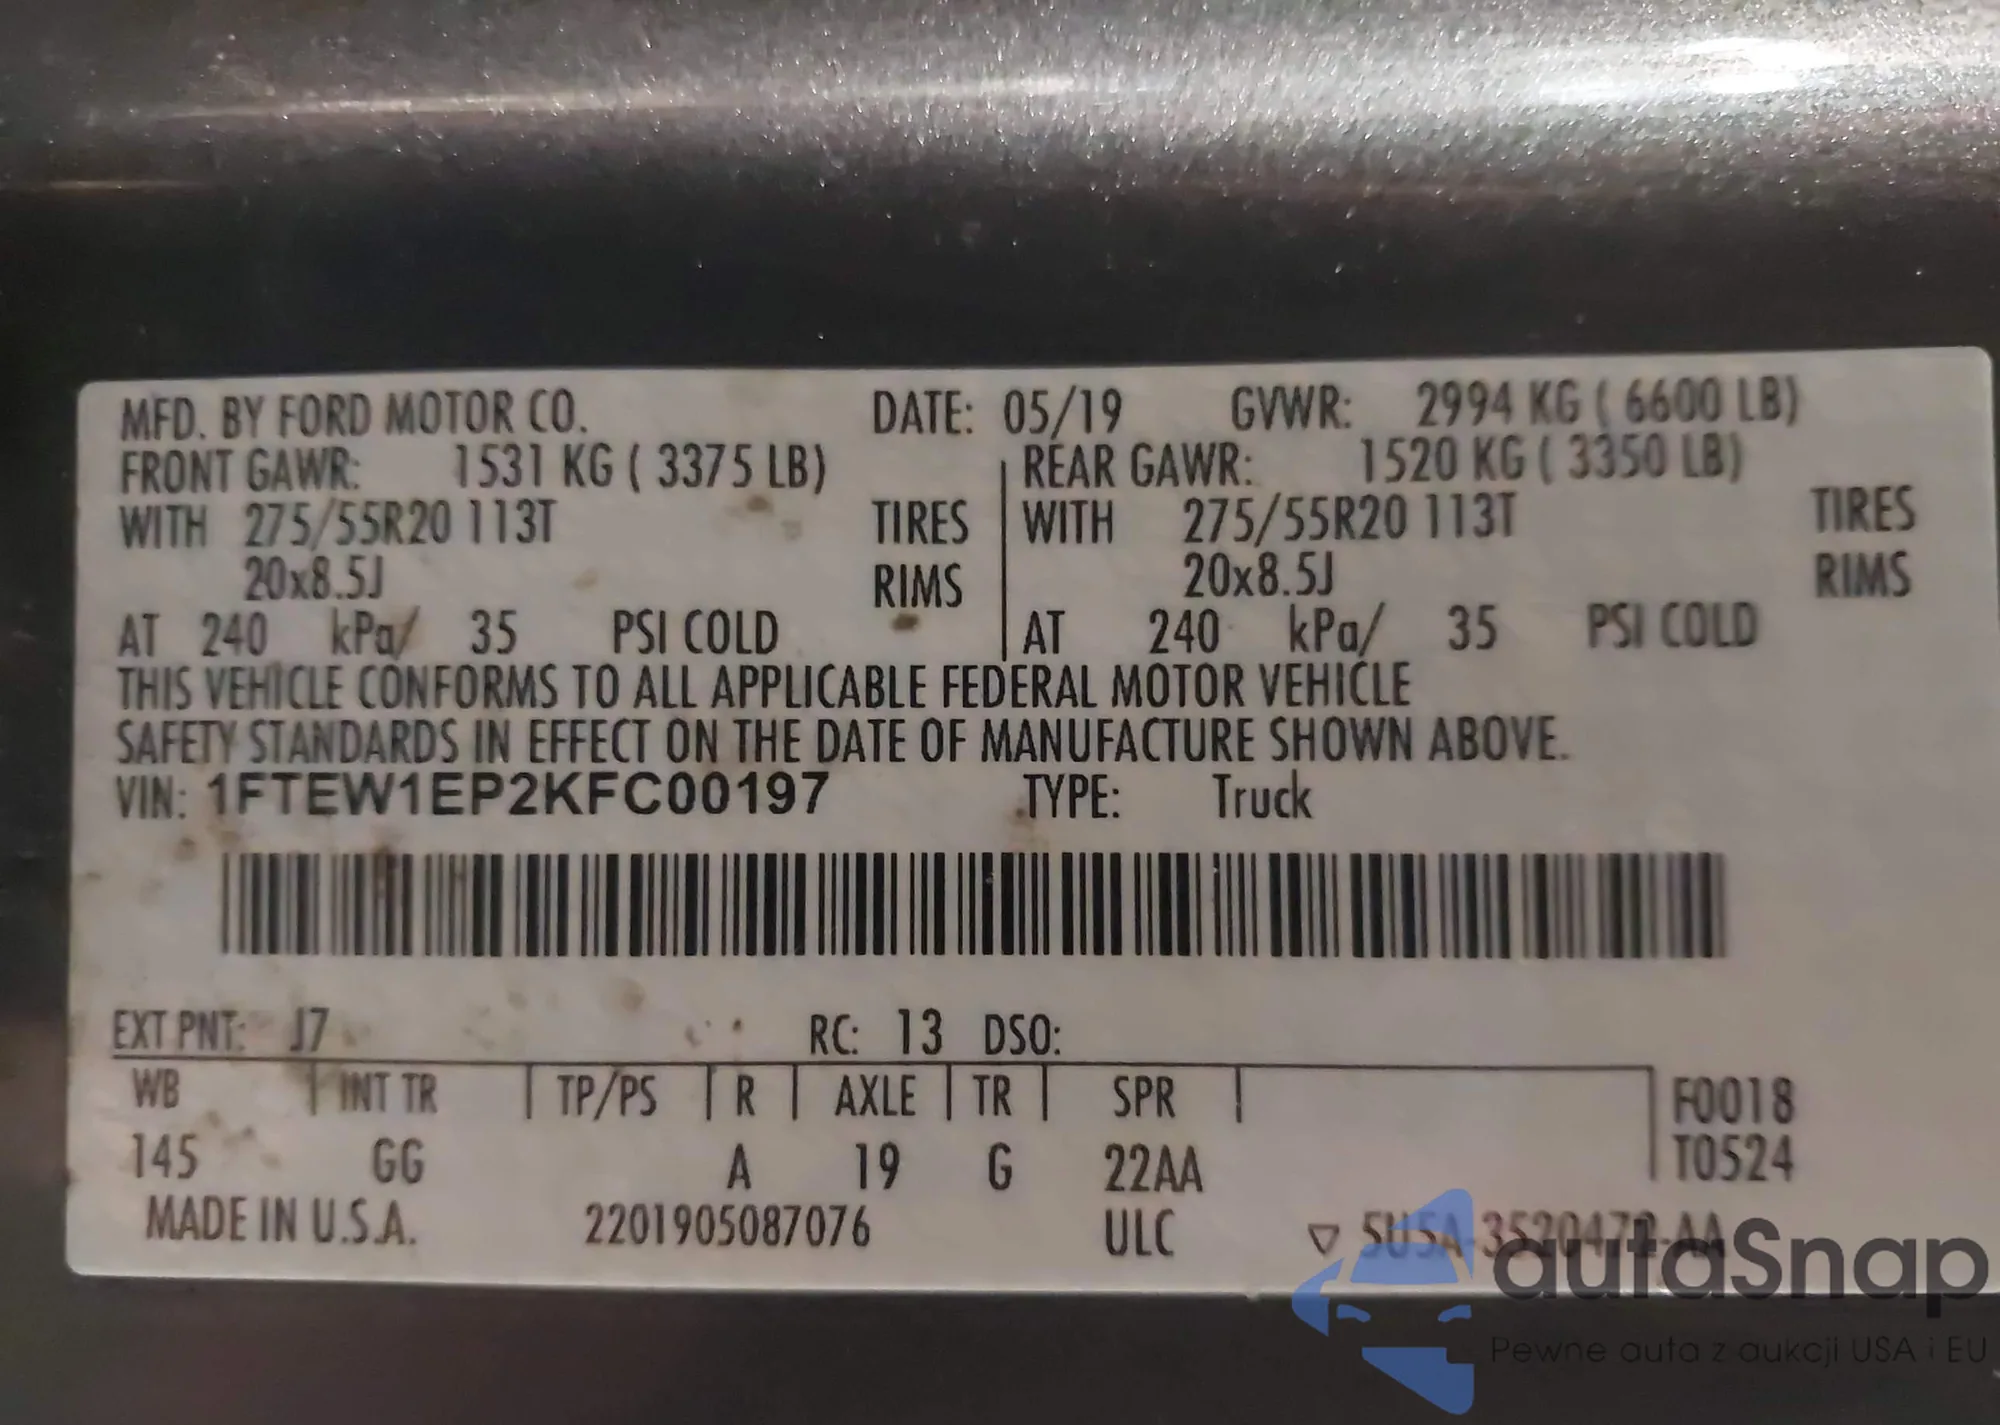 MFD. BY FORD MOTOR CO. DATE: 05/19 GVWR: 2994 KG ( 6600 LB)
FRONT GAWR: 1531 KG ( 3375 LB) REAR GAWR: 1520 KG ( 3350 LB)
WITH 275/55R20 113T TIRES WITH 275/55R20 113T TIRES
20x8.5J RIMS 20x8.5J RIMS
AT 240 kPa/ 35 PSI COLD AT 240 kPa/ 35 PSI COLD
THIS VEHICLE CONFORMS TO ALL APPLICABLE FEDERAL MOTOR VEHICLE
SAFETY STANDARDS IN EFFECT ON THE DATE OF MANUFACTURE SHOWN ABOVE.
VIN: 1FTEW1EP2KFC00197 TYPE: Truck
EXT PNT: J7 RC: 13 DSO:
WB INT TR TP/PS R AXLE TR SPR F0018
145 GG A 19 G 22AA T0524
MADE IN U.S.A. 2201905087076 ULC
autoSnap
Pewne auta z aukcji USA i EU